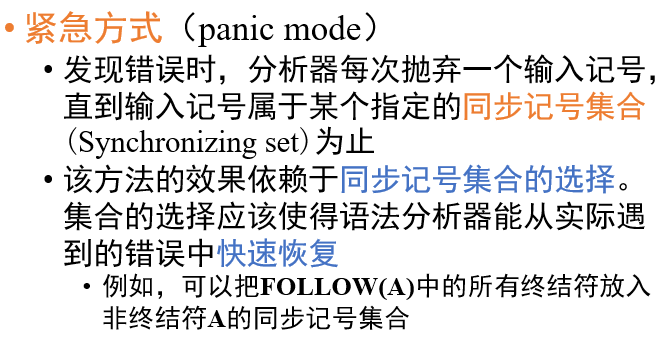 • 紧急方式（panic mode）
• 发现错误时，分析器每次抛弃一个输入记号，
直到输入记号属于某个指定的同步记号集合
(Synchronizing set)为止
• 该方法的效果依赖于同步记号集合的选择。
集合的选择应该使得语法分析器能从实际遇
到的错误中快速恢复
• 例如，可以把FOLLOW(A)中的所有终结符放入
非终结符A的同步记号集合